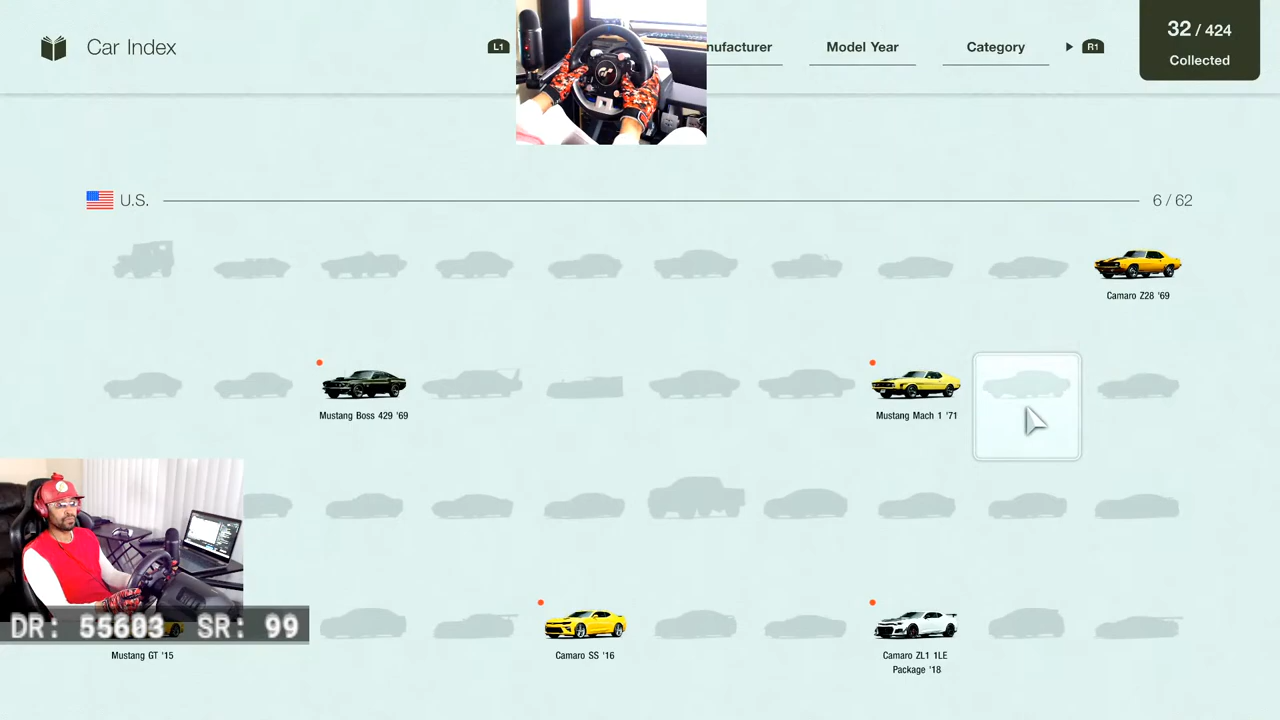 Car Index
L1
nufacturer
Model Year
Category
R1
32 / 424
Collected
U.S.
6 / 62
Camaro Z28 '69
Mustang Boss 429 '69
Mustang Mach 1 '71
DR: 55603 SR: 99
Mustang GT '15
Camaro SS '16
Camaro ZL1 1LE
Package '18